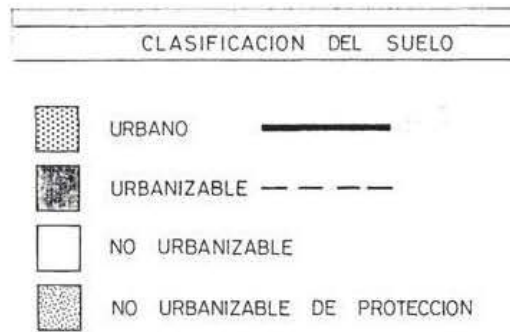 CLASIFICACION DEL SUELO
URBANO
URBANIZABLE
NO URBANIZABLE
NO URBANIZABLE DE PROTECCION